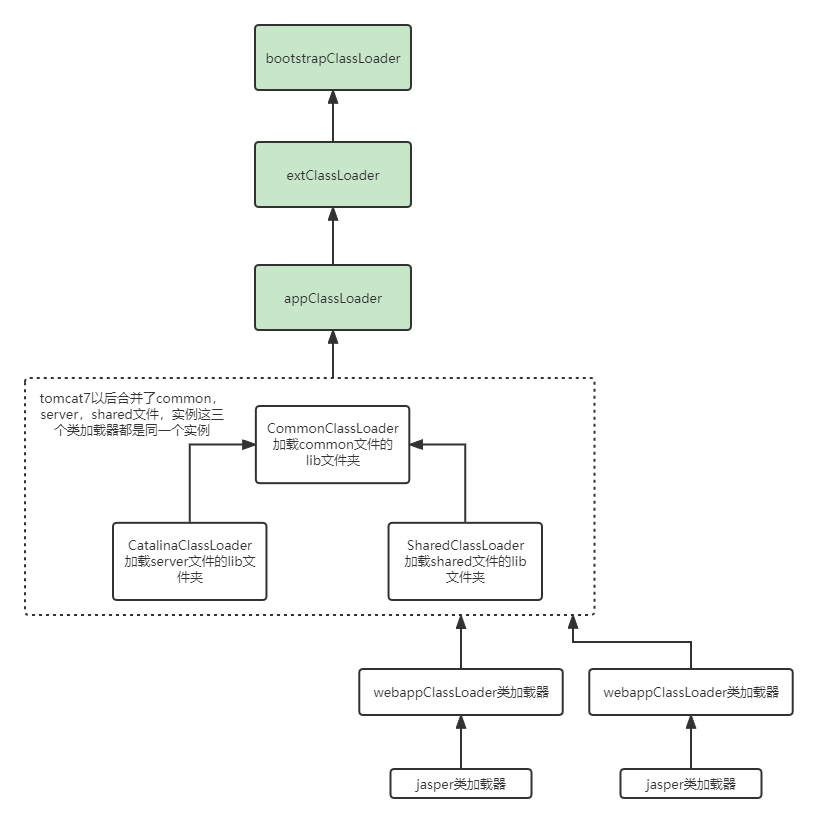 bootstrapClassLoader
extClassLoader
appClassLoader
tomcat7以后合并了common，
server，shared文件，实例这三
个类加载器都是同一个实例
CommonClassLoader
加载common文件的
lib文件夹
CatalinaClassLoader
加载server文件的lib文
件夹
SharedClassLoader
加载shared文件的lib
文件夹
webappClassLoader类加载器
webappClassLoader类加载器
jasper类加载器
jasper类加载器